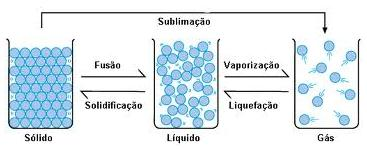 Sublimação
Fusão
Vaporização
Solidificação
Liquefação
Sólido
Líquido
Gás